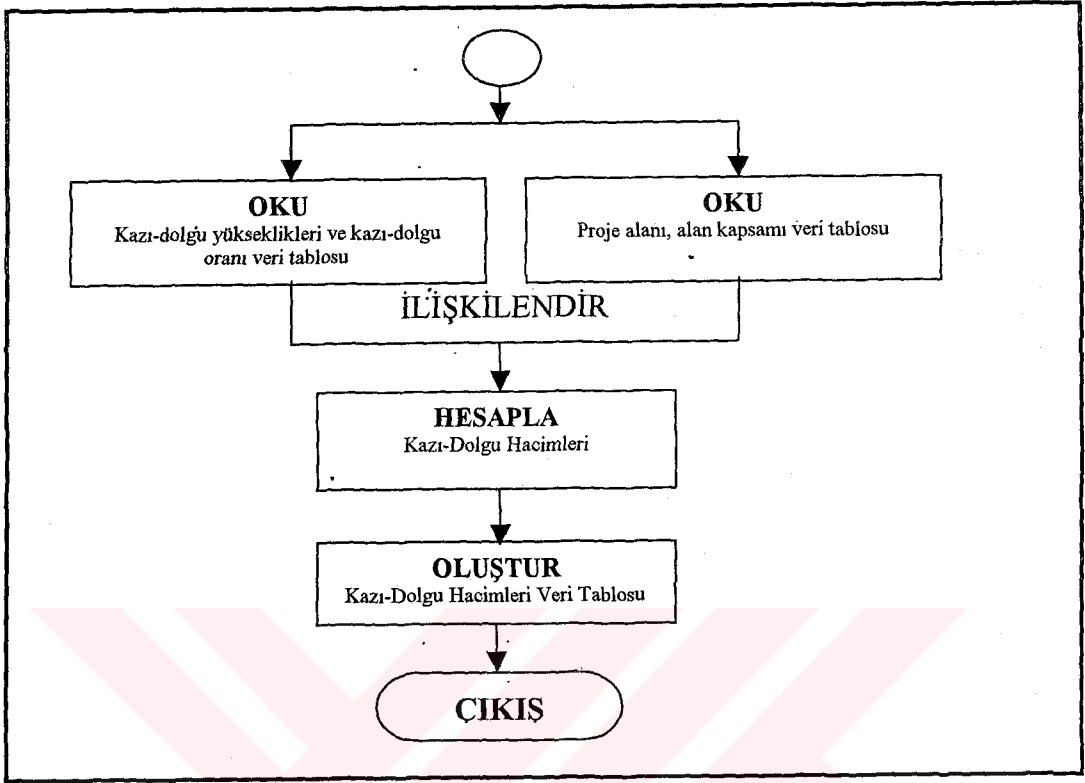 OKU
Kazı-dolgu yükseklikleri ve kazı-dolgu
oranı veri tablosu
OKU
Proje alanı, alan kapsamı veri tablosu
İLİŞKİLENDİR
HESAPLA
Kazı-Dolgu Hacimleri
OLUŞTUR
Kazı-Dolgu Hacimleri Veri Tablosu
ÇIKIŞ